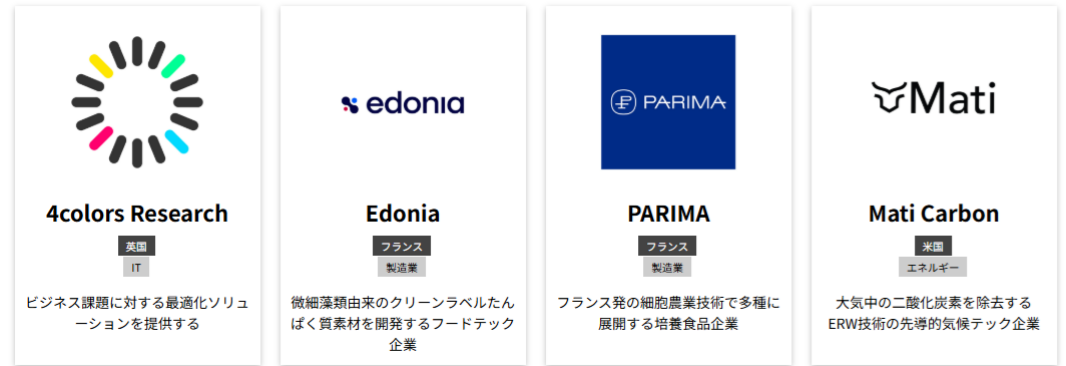 4colors Research
英国
IT
ビジネス課題に対する最適化ソリュ
ーションを提供する
edonia
Edonia
フランス
製造業
微細藻類由来のクリーンラベルたん
ぱく質素材を開発するフードテック
企業
PARIMA
PARIMA
フランス
製造業
フランス発の細胞農業技術で多種に
展開する培養食品企業
Mati
Mati Carbon
米国
エネルギー
大気中の二酸化炭素を除去する
ERW技術の先導的気候テック企業